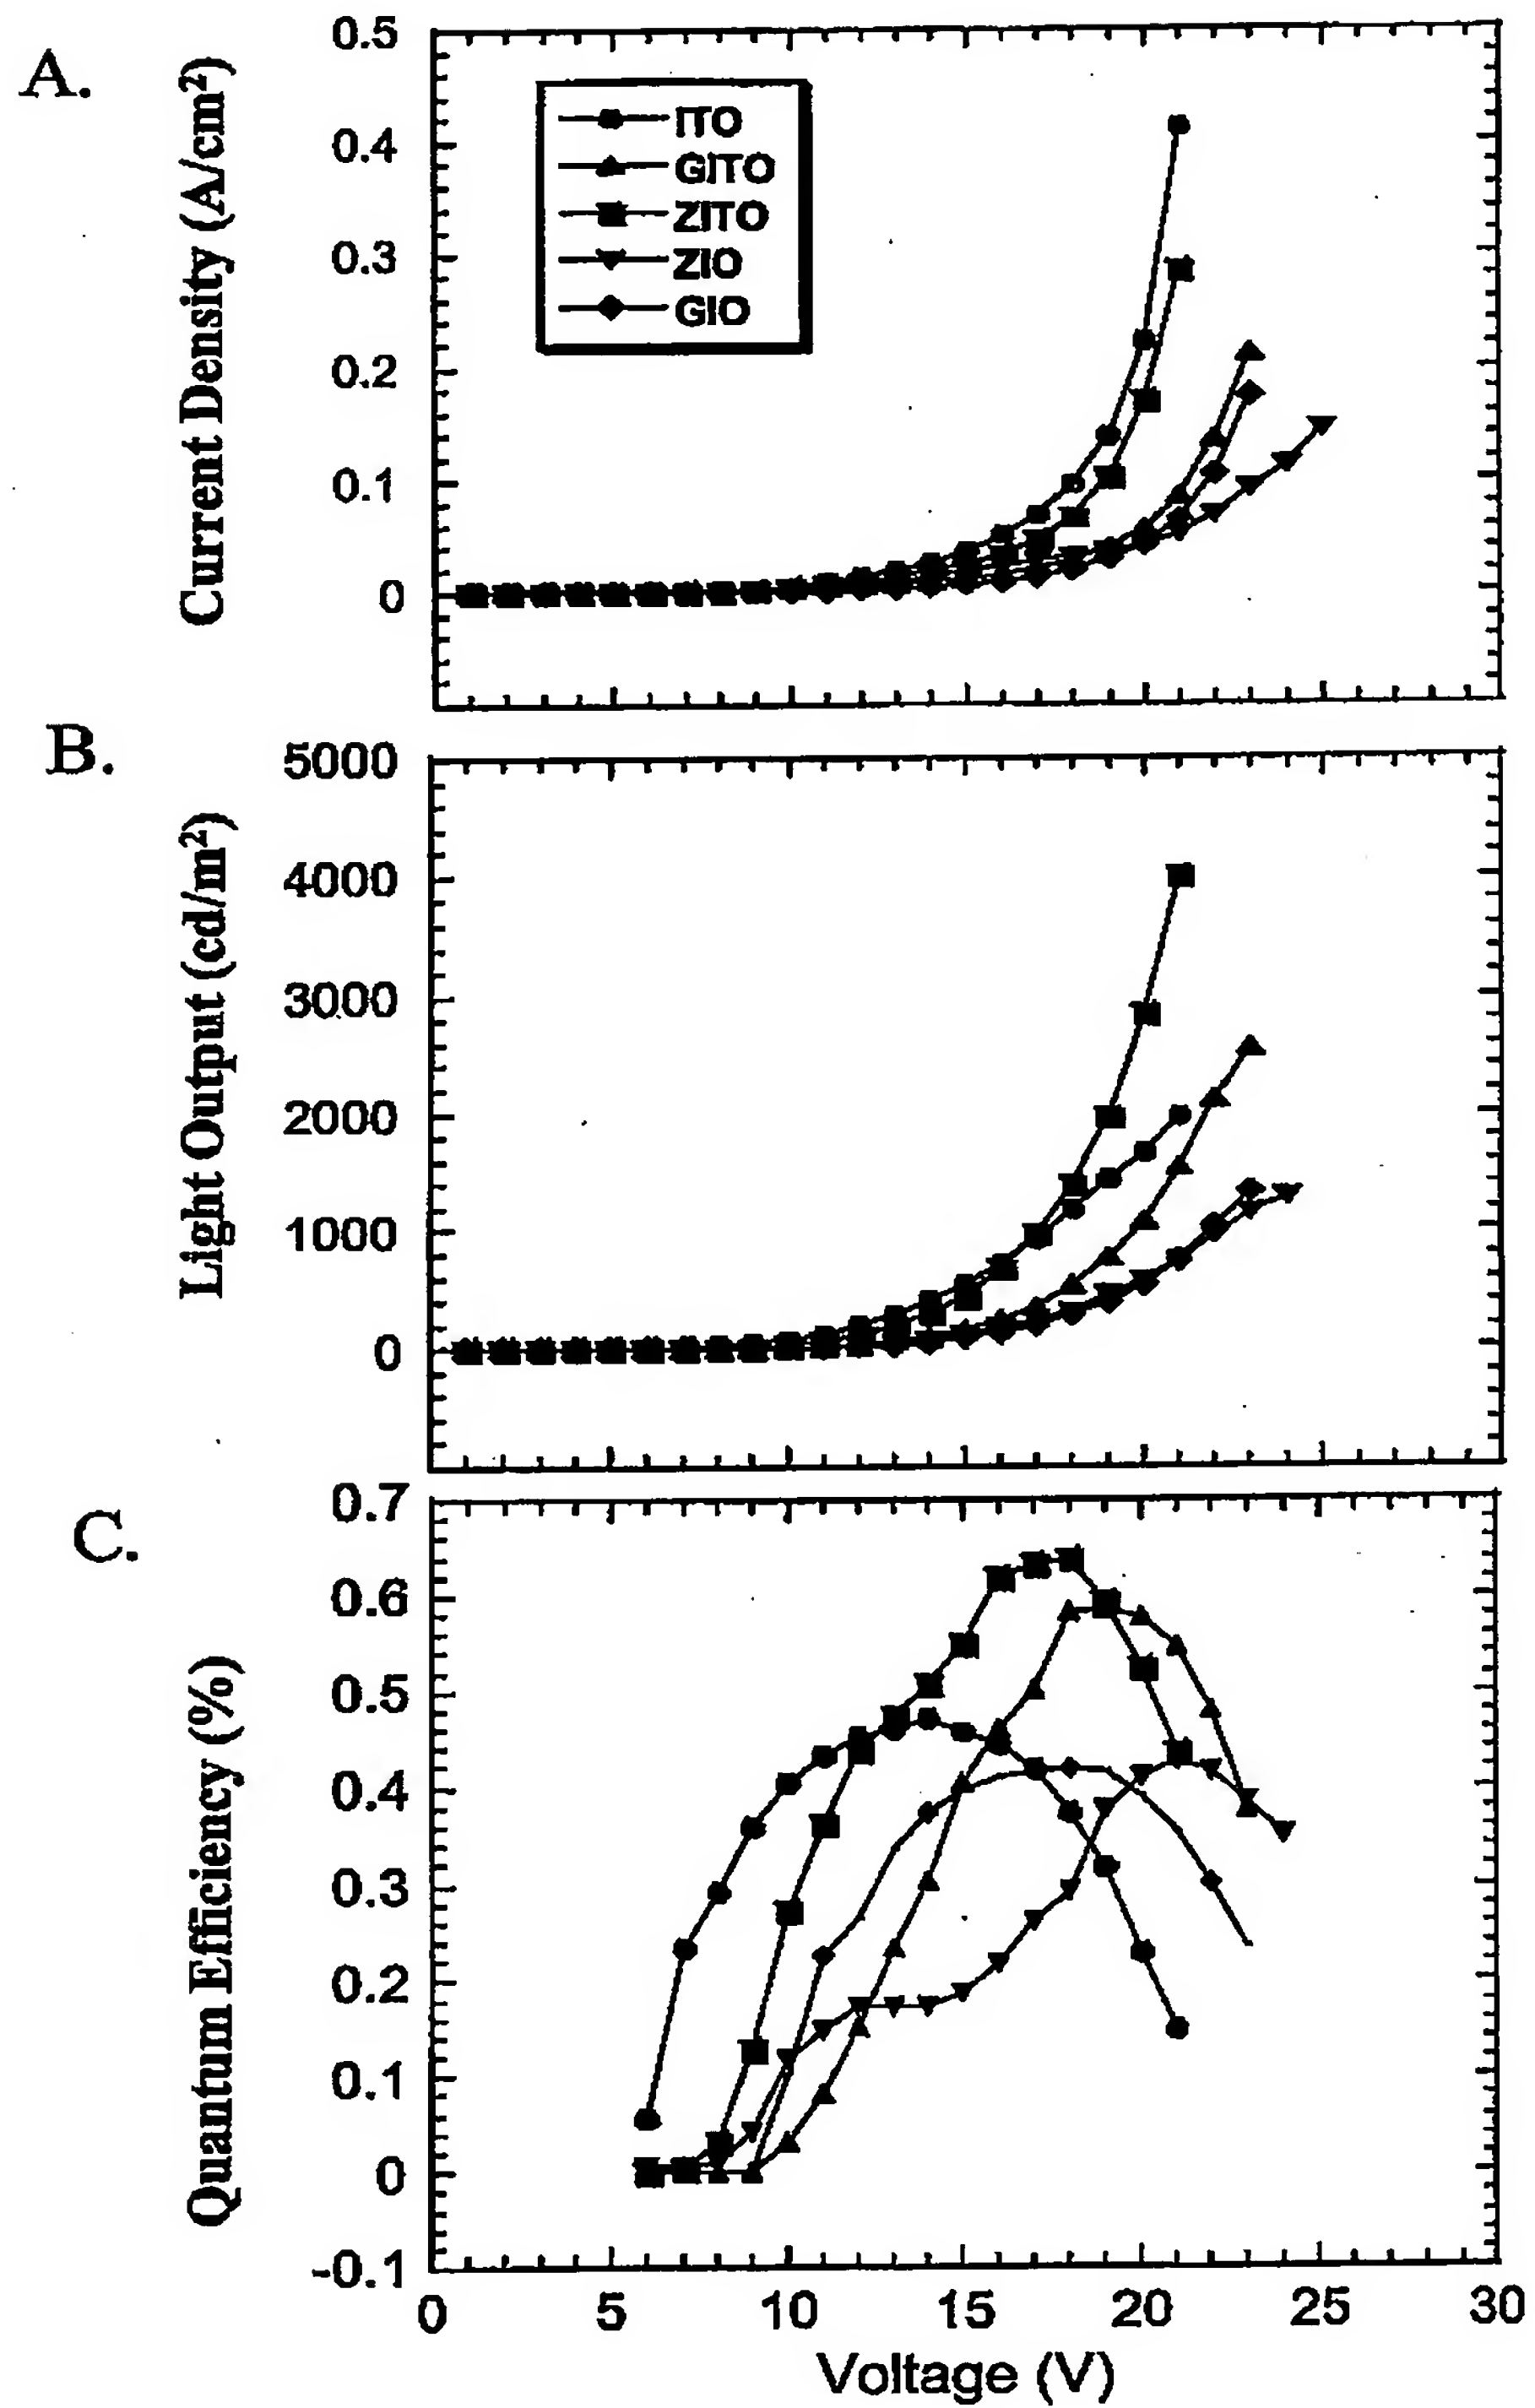 A.
Current Density (A/cm²)
0.5
0.4
0.3
0.2
0.1
0
ITO
GITO
ZITO
ZIO
GIO
B.
Light Output (cd/m²)
5000
4000
3000
2000
1000
0
C.
Quantum Efficiency (%)
0.7
0.6
0.5
0.4
0.3
0.2
0.1
0
-0.1
0 5 10 15 20 25 30
Voltage (V)